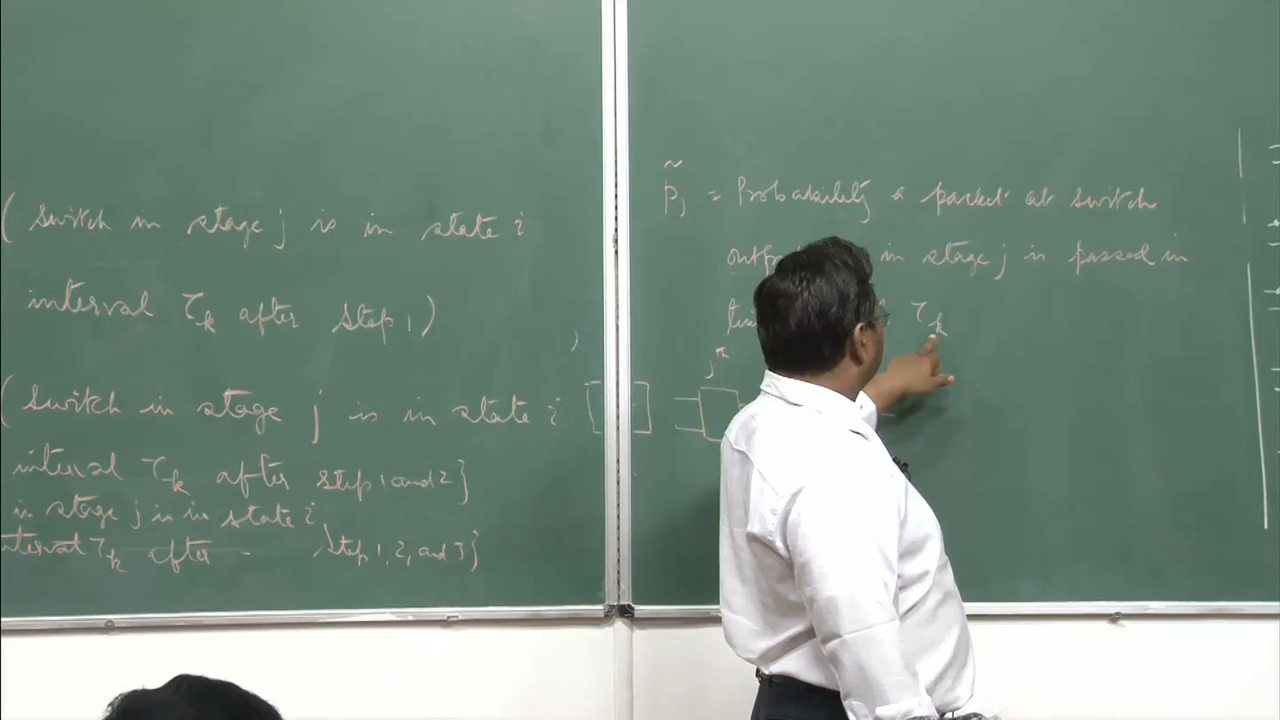 ( Switch in stage j is in state i
interval τk after step 1 )
( Switch in stage j is in state i
interval τk after step 1 and 2 }
in stage j is in state i
interval τk after - step 1, 2, and 3 }
p̃j = Probability a packet at switch
in stage j is passed in
τk
jth